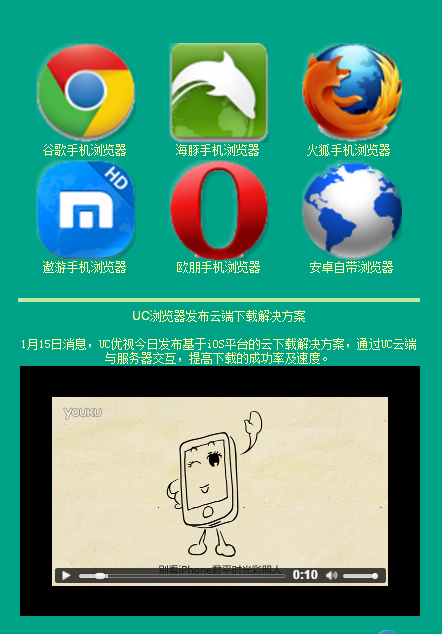 谷歌手机浏览器 海豚手机浏览器 火狐手机浏览器
HD
遨游手机浏览器 欧朋手机浏览器 安卓自带浏览器
UC浏览器发布云端下载解决方案
1月15日消息，UC优视今日发布基于iOS平台的云下载解决方案，通过UC云端
与服务器交互，提高下载的成功率及速度。
YOUKU
别看iPhone君平时光彩照人
0:10